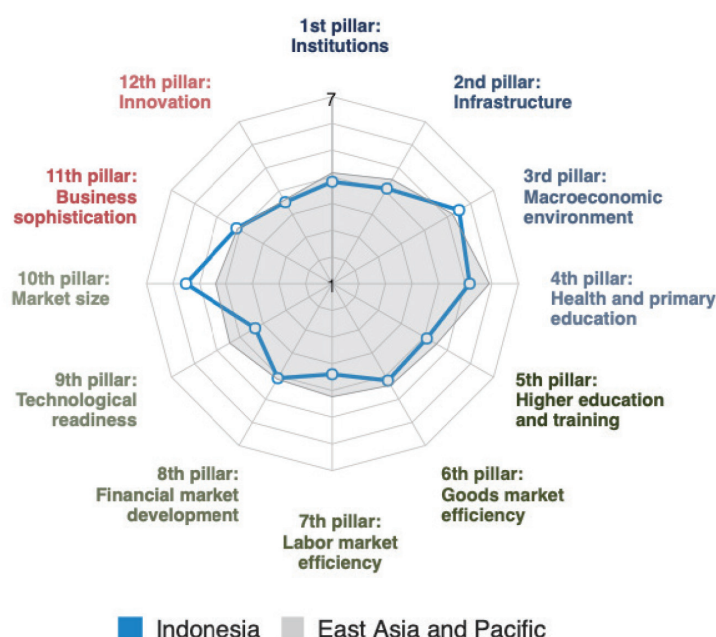 1st pillar:
Institutions
2nd pillar:
Infrastructure
3rd pillar:
Macroeconomic
environment
4th pillar:
Health and primary
education
5th pillar:
Higher education
and training
6th pillar:
Goods market
efficiency
7th pillar:
Labor market
efficiency
8th pillar:
Financial market
development
9th pillar:
Technological
readiness
10th pillar:
Market size
11th pillar:
Business
sophistication
12th pillar:
Innovation
7
1
Indonesia East Asia and Pacific